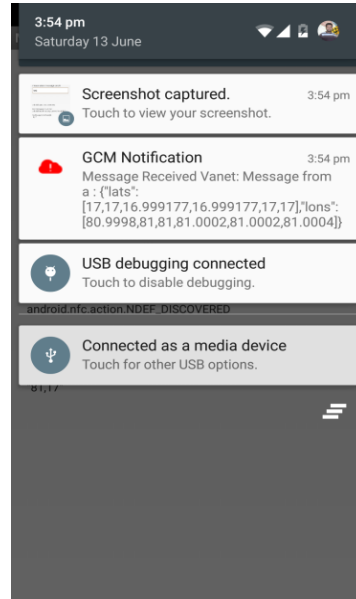 3:54 pm
Saturday 13 June
Screenshot captured.
3:54 pm
Touch to view your screenshot.
GCM Notification
3:54 pm
Message Received Vanet: Message from
a : {"lats":
[17,17,16.999177,16.999177,17,17],"lons":
[80.9998,81,81,81.0002,81.0002,81.0004]}
USB debugging connected
Touch to disable debugging.
android.nfc.action.NDEF_DISCOVERED
Connected as a media device
Touch for other USB options.
81,17